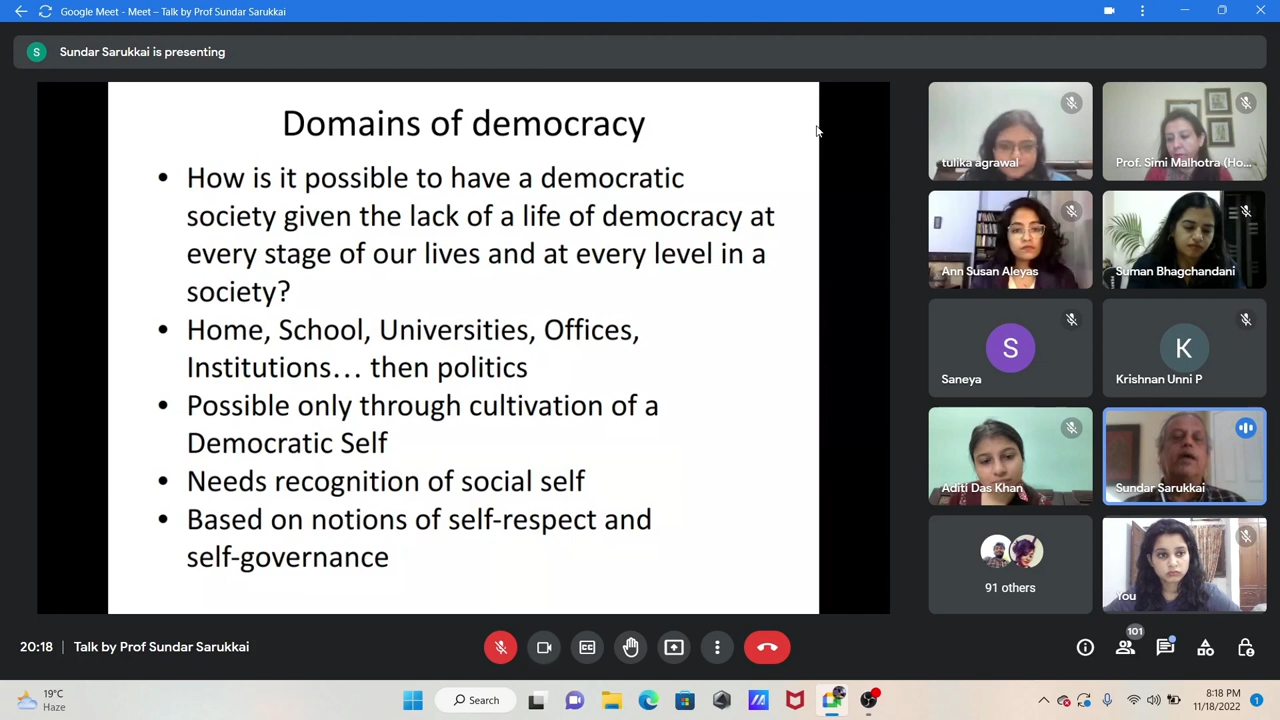 Google Meet - Meet – Talk by Prof Sundar Sarukkai
S
Sundar Sarukkai is presenting
Domains of democracy
• How is it possible to have a democratic
society given the lack of a life of democracy at
every stage of our lives and at every level in a
society?
• Home, School, Universities, Offices,
Institutions… then politics
• Possible only through cultivation of a
Democratic Self
• Needs recognition of social self
• Based on notions of self-respect and
self-governance
tulika agrawal
Prof. Simi Malhotra (Ho...
Ann Susan Aleyas
Suman Bhagchandani
S
Saneya
K
Krishnan Unni P
Aditi Das Khan
Sundar Sarukkai
91 others
You
20:18 | Talk by Prof Sundar Sarukkai
CC
101
19°C
Haze
Search
8:18 PM
11/18/2022
1